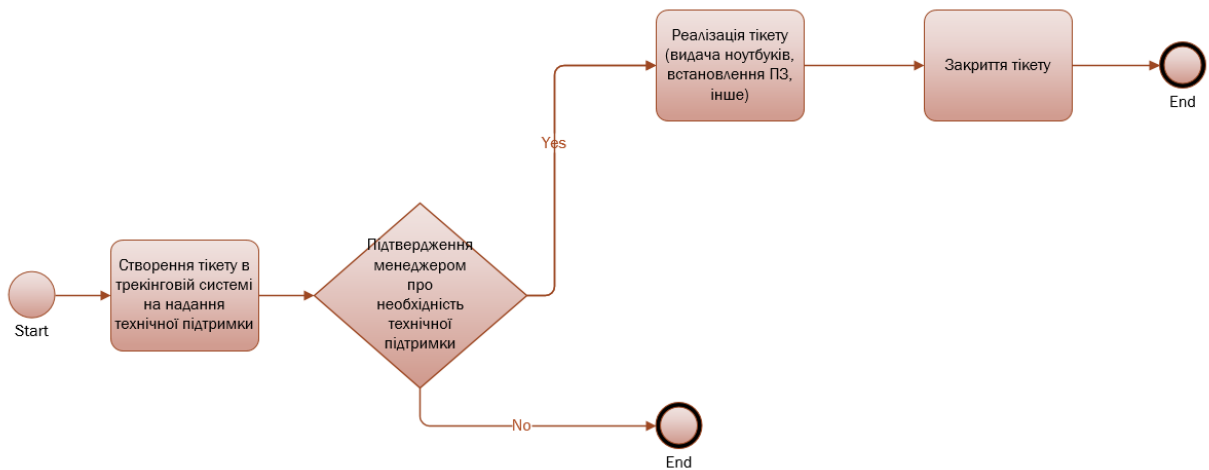 Start
Створення тікету в
трекінговій системі
на надання
технічної підтримки
Підтвердження
менеджером
про
необхідність
технічної
підтримки
Yes
Реалізація тікету
(видача ноутбуків,
встановлення ПЗ,
інше)
Закриття тікету
End
No
End